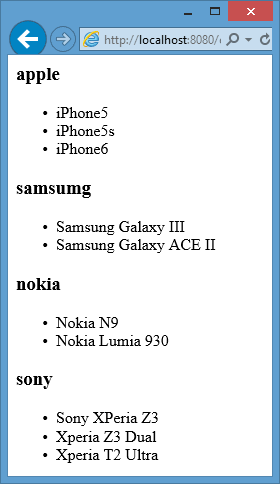 http://localhost:8080/
apple
iPhone5
iPhone5s
iPhone6
samsumg
Samsung Galaxy III
Samsung Galaxy ACE II
nokia
Nokia N9
Nokia Lumia 930
sony
Sony XPeria Z3
Xperia Z3 Dual
Xperia T2 Ultra